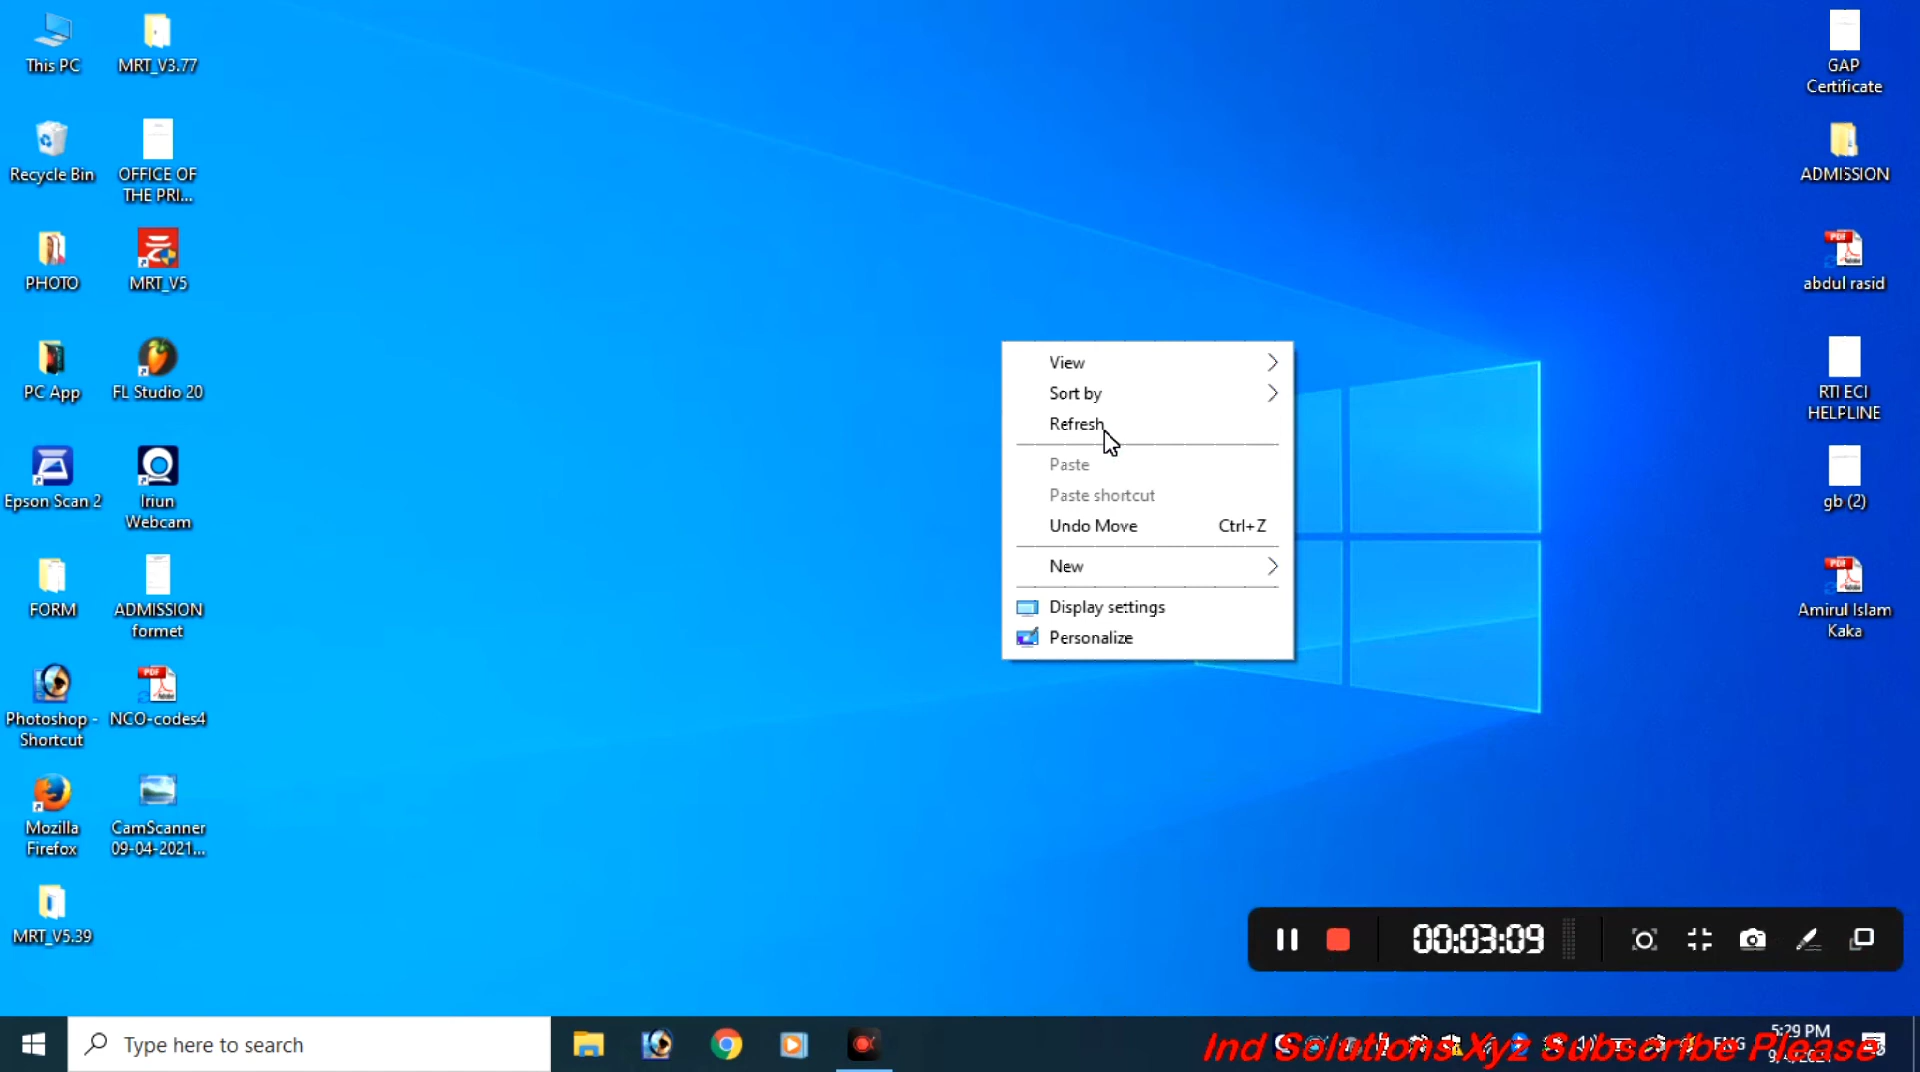 This PC
MRT_V3.77
Recycle Bin
OFFICE OF
THE PRI...
PHOTO
MRT_V5
PC App
FL Studio 20
Epson Scan 2
Iriun
Webcam
FORM
ADMISSION
formet
Photoshop -
Shortcut
NCO-codes4
Mozilla
Firefox
CamScanner
09-04-2021...
MRT_V5.39
GAP
Certificate
ADMISSION
abdul rasid
RTI ECI
HELPLINE
gb (2)
Amirul Islam
Kaka
View
Sort by
Refresh
Paste
Paste shortcut
Undo Move Ctrl+Z
New
Display settings
Personalize
00:03:09
Type here to search
ENG
5:29 PM
Ind Solutions Xyz Subscribe Please